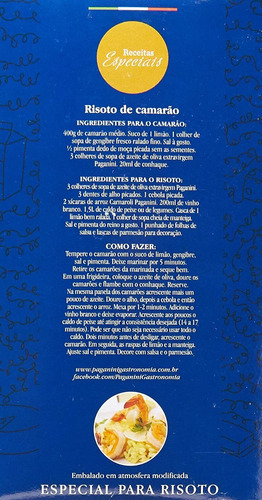 Receitas
Especiais
Risoto de camarão
INGREDIENTES PARA O CAMARÃO:
400g de camarão médio. Suco de 1 limão. 1 colher de
sopa de gengibre fresco ralado fino. Sal à gosto.
½ pimenta dedo de moça picada sem as sementes.
3 colheres de sopa de azeite de oliva extravirgem
Paganini. 20ml de conhaque.
INGREDIENTES PARA O RISOTO:
3 colheres de sopa de azeite de oliva extravirgem Paganini.
3 dentes de alho picados. 1 cebola picada.
2 xícaras de arroz Carnaroli Paganini. 200ml de vinho
branco. 1,5L de caldo de peixe ou de legumes. Casca de 1
limão bem ralada. 1 colher de sopa cheia de manteiga.
Sal e pimenta do reino a gosto. 1 punhado de folhas de
salsa e lascas de parmesão para decoração.
COMO FAZER:
Tempere o camarão com o suco de limão, gengibre,
sal e pimenta. Deixe marinar por 5 minutos.
Retire os camarões da marinada e seque bem.
Em uma frigideira, coloque o azeite de oliva, doure os
camarões e flambe com o conhaque. Reserve.
Na mesma panela dos camarões acrescente mais um
pouco de azeite. Doure o alho, depois a cebola e então
acrescente o arroz. Mexa por 1-2 minutos. Adicione o
vinho branco e deixe evaporar. Acrescente aos poucos o
caldo de peixe até atingir a consistência desejada (14 a 17
minutos). Pode ser que não seja necessário usar todo o
caldo. Dois minutos antes de desligar, acrescentar o
camarão. Em seguida, as raspas de limão e a manteiga.
Ajuste sal e pimenta. Decore com salsa e o parmesão.
www.paganinigastronomia.com.br
facebook.com/PaganiniGastronomia
Embalado em atmosfera modificada
ESPECIAL PARA RISOTO